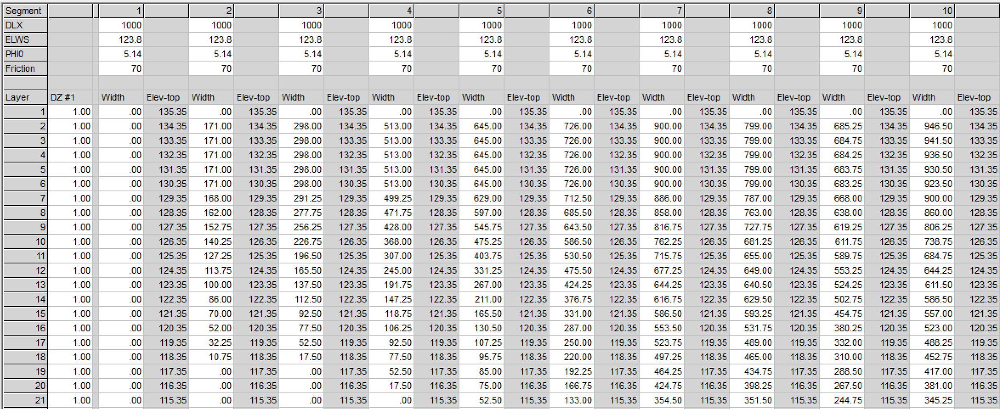 Segment 1 2 3 4 5 6 7 8 9 10
DLX 1000 1000 1000 1000 1000 1000 1000 1000 1000 1000
ELWS 123.8 123.8 123.8 123.8 123.8 123.8 123.8 123.8 123.8 123.8
PHI0 5.14 5.14 5.14 5.14 5.14 5.14 5.14 5.14 5.14 5.14
Friction 70 70 70 70 70 70 70 70 70 70
Layer DZ #1 Width Elev-top Width Elev-top Width Elev-top Width Elev-top Width Elev-top Width Elev-top Width Elev-top Width Elev-top Width Elev-top Width Elev-top
1 1.00 .00 135.35 .00 135.35 .00 135.35 .00 135.35 .00 135.35 .00 135.35 .00 135.35 .00 135.35 .00 135.35 .00 135.35
2 1.00 .00 134.35 171.00 134.35 298.00 134.35 513.00 134.35 645.00 134.35 726.00 134.35 900.00 134.35 799.00 134.35 685.25 134.35 946.50 134.35
3 1.00 .00 133.35 171.00 133.35 298.00 133.35 513.00 133.35 645.00 133.35 726.00 133.35 900.00 133.35 799.00 133.35 684.75 133.35 941.50 133.35
4 1.00 .00 132.35 171.00 132.35 298.00 132.35 513.00 132.35 645.00 132.35 726.00 132.35 900.00 132.35 799.00 132.35 684.25 132.35 936.50 132.35
5 1.00 .00 131.35 171.00 131.35 298.00 131.35 513.00 131.35 645.00 131.35 726.00 131.35 900.00 131.35 799.00 131.35 683.75 131.35 930.50 131.35
6 1.00 .00 130.35 171.00 130.35 298.00 130.35 513.00 130.35 645.00 130.35 726.00 130.35 900.00 130.35 799.00 130.35 683.25 130.35 923.50 130.35
7 1.00 .00 129.35 168.00 129.35 291.25 129.35 499.25 129.35 629.00 129.35 712.50 129.35 886.00 129.35 787.00 129.35 668.00 129.35 900.00 129.35
8 1.00 .00 128.35 162.00 128.35 277.75 128.35 471.75 128.35 597.00 128.35 685.50 128.35 858.00 128.35 763.00 128.35 638.00 128.35 860.00 128.35
9 1.00 .00 127.35 152.75 127.35 256.25 127.35 428.00 127.35 545.75 127.35 643.50 127.35 816.75 127.35 727.75 127.35 619.25 127.35 806.25 127.35
10 1.00 .00 126.35 140.25 126.35 226.75 126.35 368.00 126.35 475.25 126.35 586.50 126.35 762.25 126.35 681.25 126.35 611.75 126.35 738.75 126.35
11 1.00 .00 125.35 127.25 125.35 196.50 125.35 307.00 125.35 403.75 125.35 530.50 125.35 715.75 125.35 655.00 125.35 589.75 125.35 684.75 125.35
12 1.00 .00 124.35 113.75 124.35 165.50 124.35 245.00 124.35 331.25 124.35 475.50 124.35 677.25 124.35 649.00 124.35 553.25 124.35 644.25 124.35
13 1.00 .00 123.35 100.00 123.35 137.50 123.35 191.75 123.35 267.00 123.35 424.25 123.35 644.25 123.35 640.50 123.35 524.25 123.35 611.50 123.35
14 1.00 .00 122.35 86.00 122.35 112.50 122.35 147.25 122.35 211.00 122.35 376.75 122.35 616.75 122.35 629.50 122.35 502.75 122.35 586.50 122.35
15 1.00 .00 121.35 70.00 121.35 92.50 121.35 118.75 121.35 165.50 121.35 331.00 121.35 586.50 121.35 593.25 121.35 454.75 121.35 557.00 121.35
16 1.00 .00 120.35 52.00 120.35 77.50 120.35 106.25 120.35 130.50 120.35 287.00 120.35 553.50 120.35 531.75 120.35 380.25 120.35 523.00 120.35
17 1.00 .00 119.35 32.25 119.35 52.50 119.35 92.50 119.35 107.25 119.35 250.00 119.35 523.75 119.35 489.00 119.35 332.00 119.35 488.25 119.35
18 1.00 .00 118.35 10.75 118.35 17.50 118.35 77.50 118.35 95.75 118.35 220.00 118.35 497.25 118.35 465.00 118.35 310.00 118.35 452.75 118.35
19 1.00 .00 117.35 .00 117.35 .00 117.35 52.50 117.35 85.00 117.35 192.25 117.35 464.25 117.35 434.75 117.35 288.50 117.35 417.00 117.35
20 1.00 .00 116.35 .00 116.35 .00 116.35 17.50 116.35 75.00 116.35 166.75 116.35 424.75 116.35 398.25 116.35 267.50 116.35 381.00 116.35
21 1.00 .00 115.35 .00 115.35 .00 115.35 .00 115.35 52.50 115.35 133.00 115.35 354.50 115.35 351.50 115.35 244.75 115.35 345.25 115.35